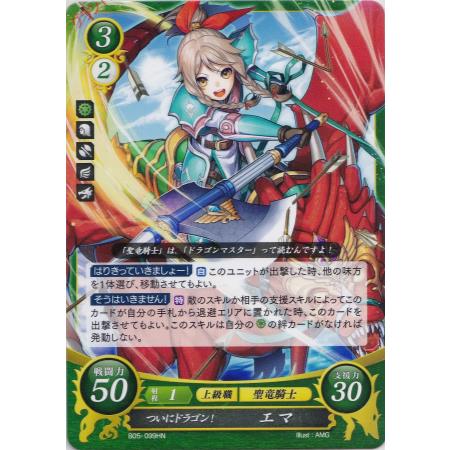 3
2
「聖竜騎士」は、「ドラゴンマスター」って読むんですよ!
はりきっていきましょー! 自 このユニットが出撃した時、他の味方
を1体選び、移動させてもよい。
そうはいきません! 特 敵のスキルか相手の支援スキルによってこの
カードが自分の手札から退避エリアに置かれた時、このカード
を出撃させてもよい。このスキルは自分の の絆カードがなければ
発動しない。
戦闘力 50 射程 1 上級職 聖竜騎士 支援力 30
ついにドラゴン! エマ
B05-099HN Illust:AMG